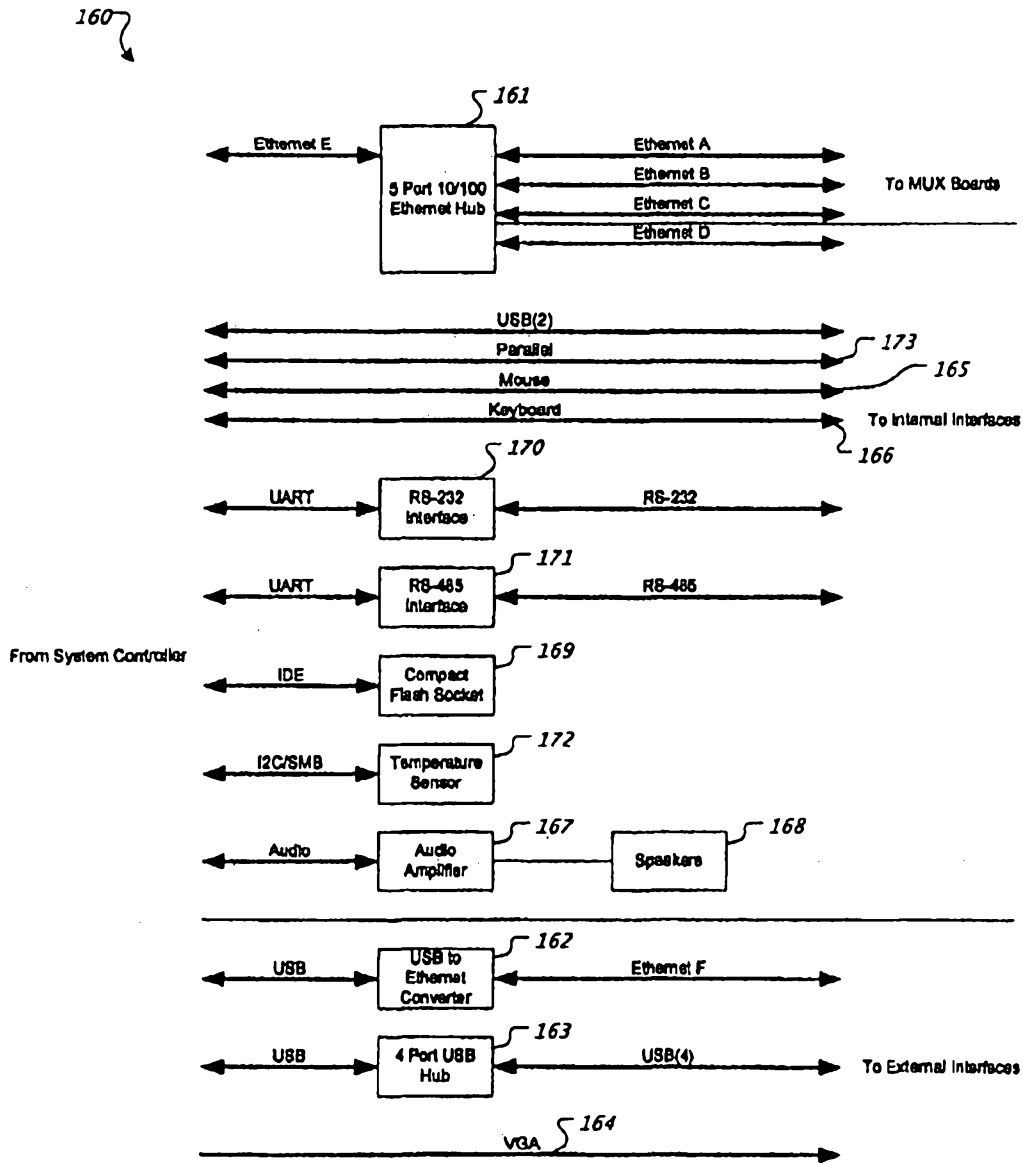 160
161
Ethernet E
5 Port 10/100
Ethernet Hub
Ethernet A
Ethernet B
Ethernet C
Ethernet D
To MUX Boards
USB(2)
Parallel
173
Mouse
165
Keyboard
166
To Internal Interfaces
170
UART
RS-232
Interface
RS-232
171
UART
RS-485
Interface
RS-485
From System Controller
169
IDE
Compact
Flash Socket
172
I2C/SMB
Temperature
Sensor
167
Audio
Audio
Amplifier
168
Speakers
162
USB
USB to
Ethernet
Converter
Ethernet F
163
USB
4 Port USB
Hub
USB(4)
To External Interfaces
164
VGA